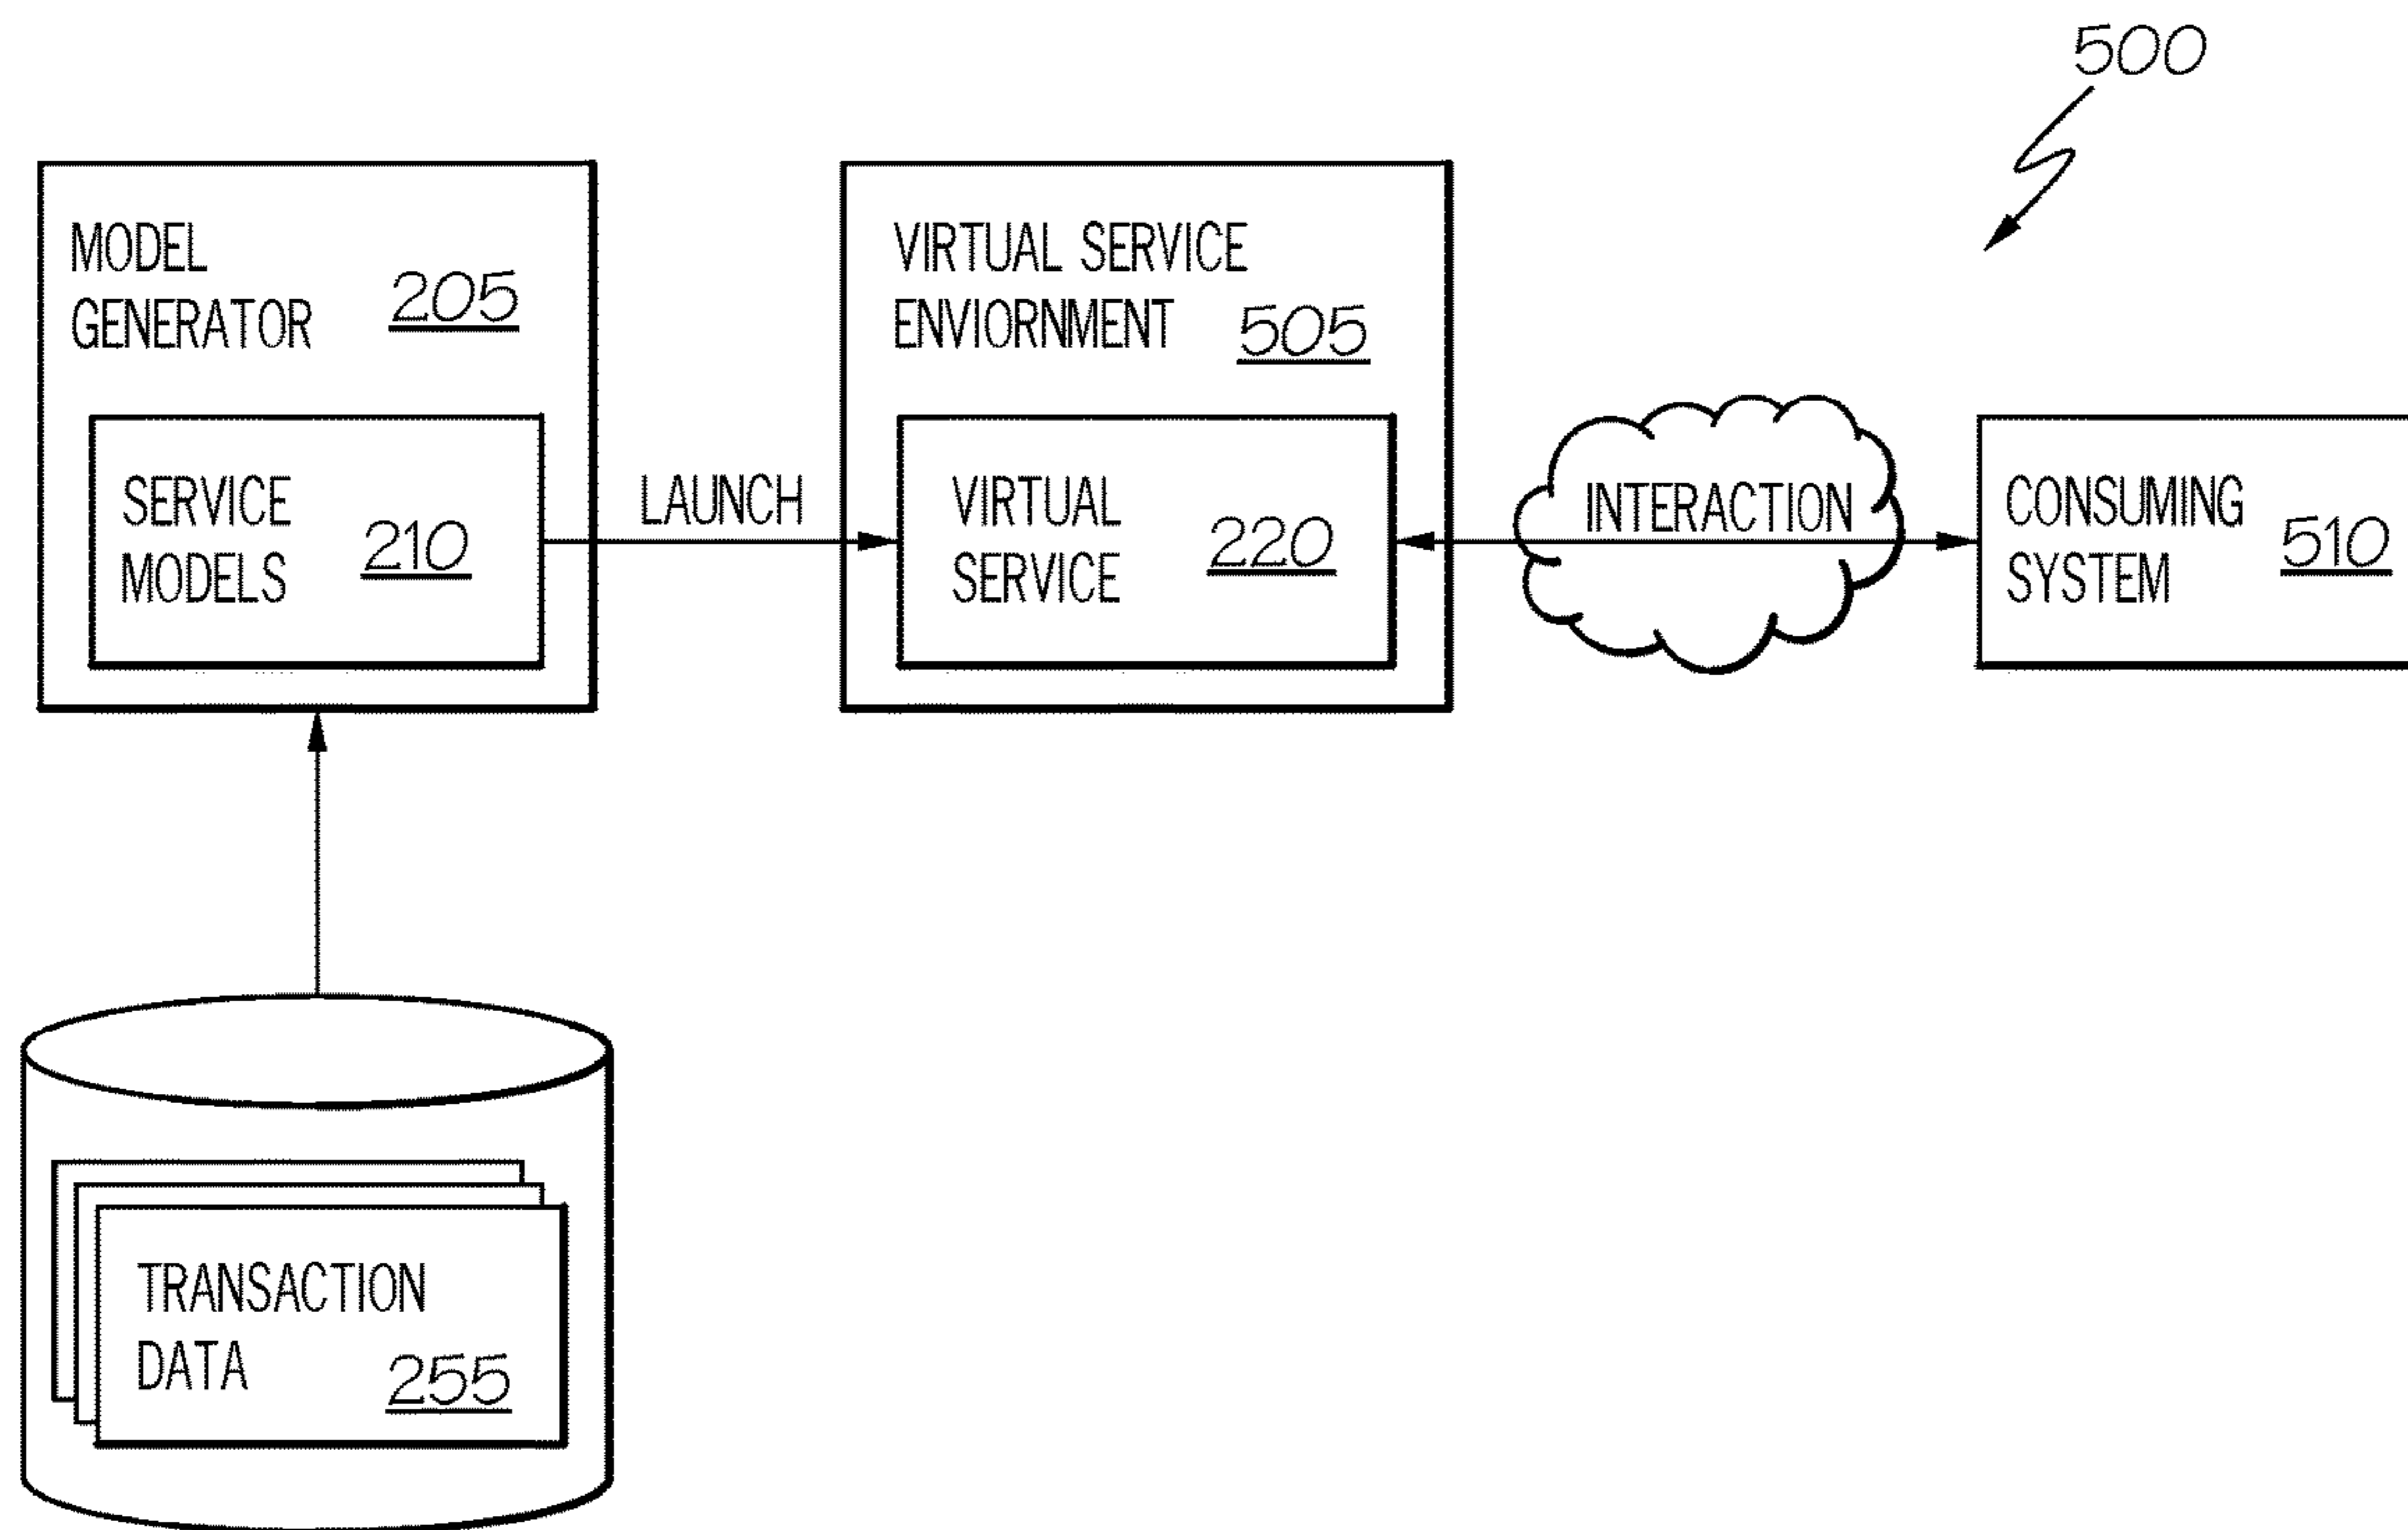 500
MODEL
GENERATOR 205
SERVICE
MODELS 210
LAUNCH
VIRTUAL SERVICE
ENVIORNMENT 505
VIRTUAL
SERVICE 220
INTERACTION
CONSUMING
SYSTEM 510
TRANSACTION
DATA 255